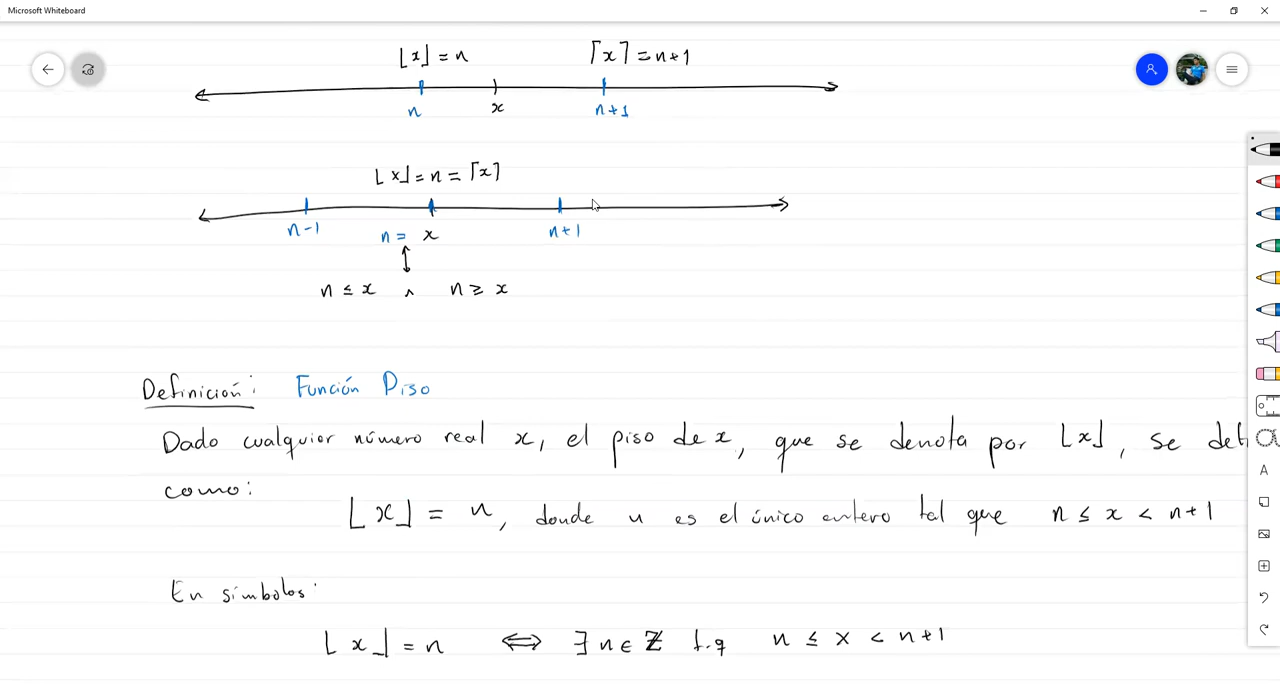 Microsoft Whiteboard
⌊x⌋ = n ⌈x⌉ = n+1
n x n+1
⌊x⌋ = n = ⌈x⌉
n-1 n = x n+1
↕
n ≤ x ∧ n ≥ x
Definición: Función Piso
Dado cualquier número real x, el piso de x, que se denota por ⌊x⌋, se def
como:
⌊x⌋ = n, donde n es el único entero tal que n ≤ x < n+1
En símbolos:
⌊x⌋ = n ⟺ ∃ n ∈ ℤ t.q n ≤ x < n+1
A